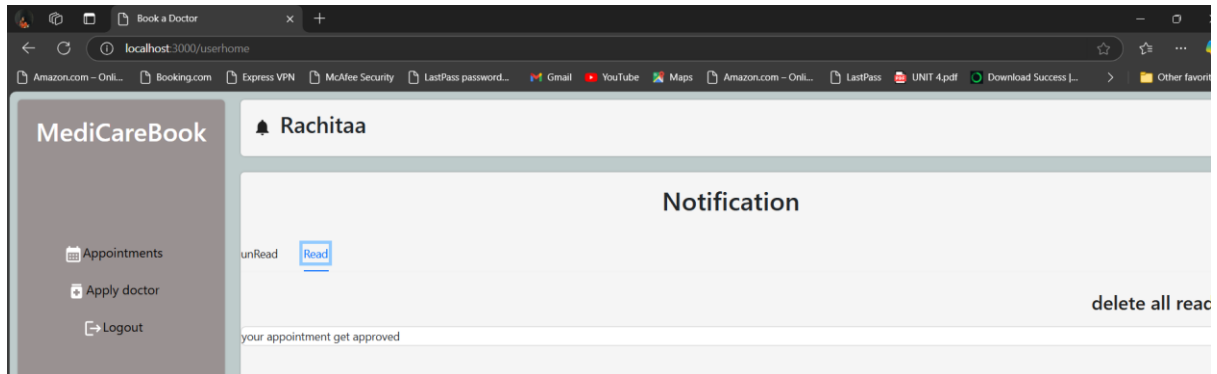 Book a Doctor
localhost:3000/userhome
Amazon.com – Onli... Booking.com Express VPN McAfee Security LastPass password... Gmail YouTube Maps Amazon.com – Onli... LastPass UNIT 4.pdf Download Success |... Other favorit
MediCareBook
Rachitaa
Notification
Appointments
Apply doctor
Logout
unRead Read
delete all read
your appointment get approved